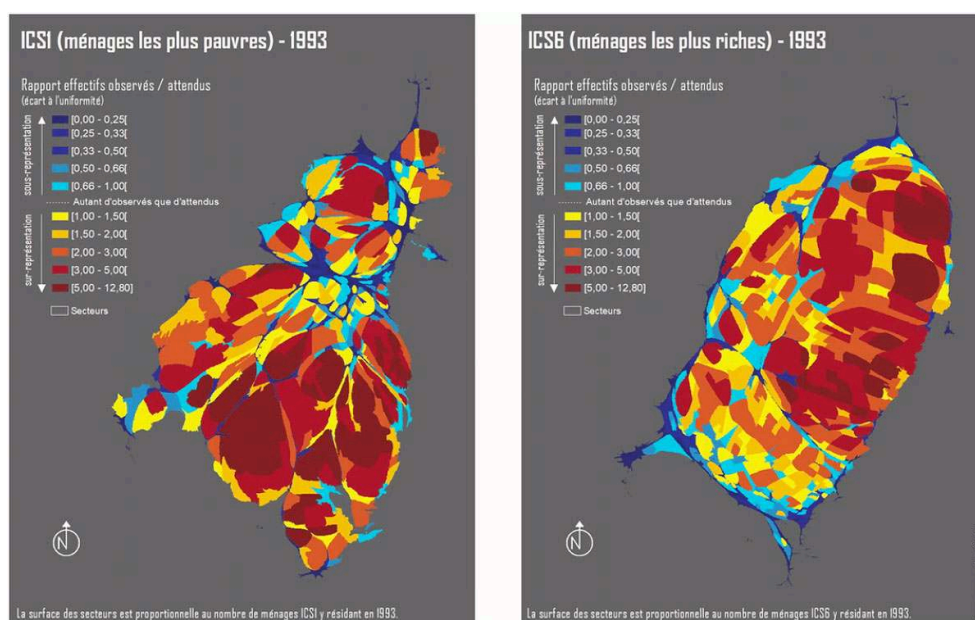 ICS1 (ménages les plus pauvres) - 1993
Rapport effectifs observés / attendus
(écart à l'uniformité)
sous-représentation
[0,00 - 0,25[
[0,25 - 0,33[
[0,33 - 0,50[
[0,50 - 0,66[
[0,66 - 1,00[
Autant d'observés que d'attendus
sur-représentation
[1,00 - 1,50[
[1,50 - 2,00[
[2,00 - 3,00[
[3,00 - 5,00[
[5,00 - 12,80]
Secteurs
N
La surface des secteurs est proportionnelle au nombre de ménages ICS1 y résidant en 1993.
ICS6 (ménages les plus riches) - 1993
Rapport effectifs observés / attendus
(écart à l'uniformité)
sous-représentation
[0,00 - 0,25[
[0,25 - 0,33[
[0,33 - 0,50[
[0,50 - 0,66[
[0,66 - 1,00[
Autant d'observés que d'attendus
sur-représentation
[1,00 - 1,50[
[1,50 - 2,00[
[2,00 - 3,00[
[3,00 - 5,00[
[5,00 - 12,80]
Secteurs
N
La surface des secteurs est proportionnelle au nombre de ménages ICS6 y résidant en 1993.